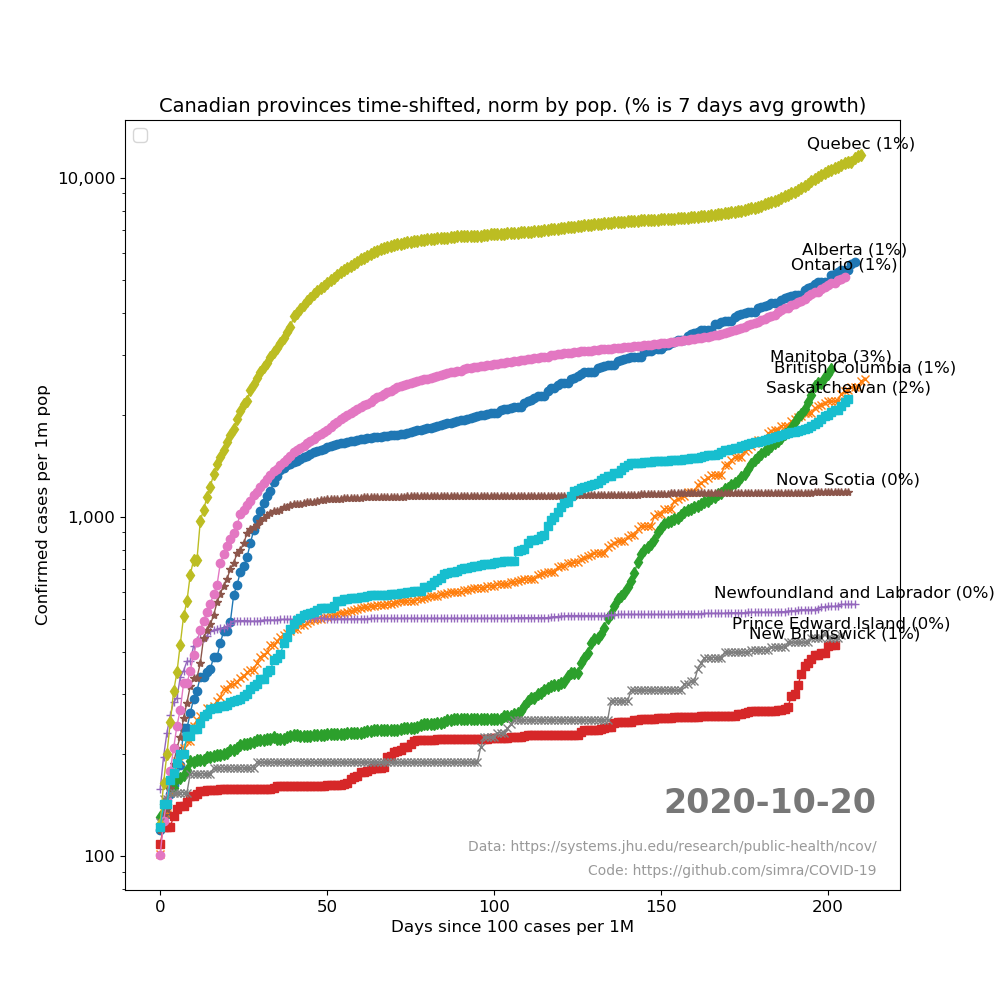 Canadian provinces time-shifted, norm by pop. (% is 7 days avg growth)
Quebec (1%)
10,000
Alberta (1%)
Ontario (1%)
Manitoba (3%)
British Columbia (1%)
Saskatchewan (2%)
Nova Scotia (0%)
1,000
Confirmed cases per 1m pop
Newfoundland and Labrador (0%)
Prince Edward Island (0%)
New Brunswick (1%)
2020-10-20
Data: https://systems.jhu.edu/research/public-health/ncov/
100
Code: https://github.com/simra/COVID-19
0 50 100 150 200
Days since 100 cases per 1M